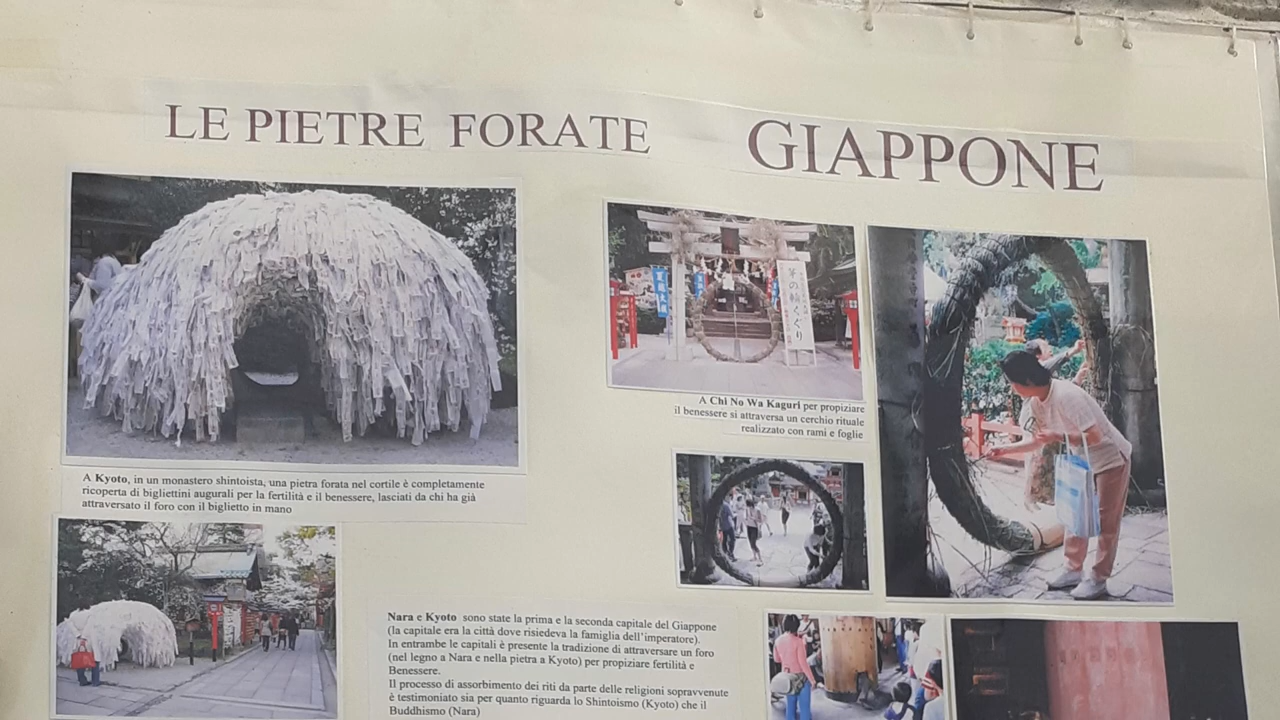 LE PIETRE FORATE
GIAPPONE
A Kyoto, in un monastero shintoista, una pietra forata nel cortile è completamente
ricoperta di bigliettini augurali per la fertilità e il benessere, lasciati da chi ha già
attraversato il foro con il biglietto in mano
茅の輪くぐり
A Chi No Wa Kaguri per propiziare
il benessere si attraversa un cerchio rituale
realizzato con rami e foglie
Nara e Kyoto sono state la prima e la seconda capitale del Giappone
(la capitale era la città dove risiedeva la famiglia dell'imperatore).
In entrambe le capitali è presente la tradizione di attraversare un foro
(nel legno a Nara e nella pietra a Kyoto) per propiziare fertilità e
Benessere.
Il processo di assorbimento dei riti da parte delle religioni sopravvenute
è testimoniato sia per quanto riguarda lo Shintoismo (Kyoto) che il
Buddhismo (Nara)